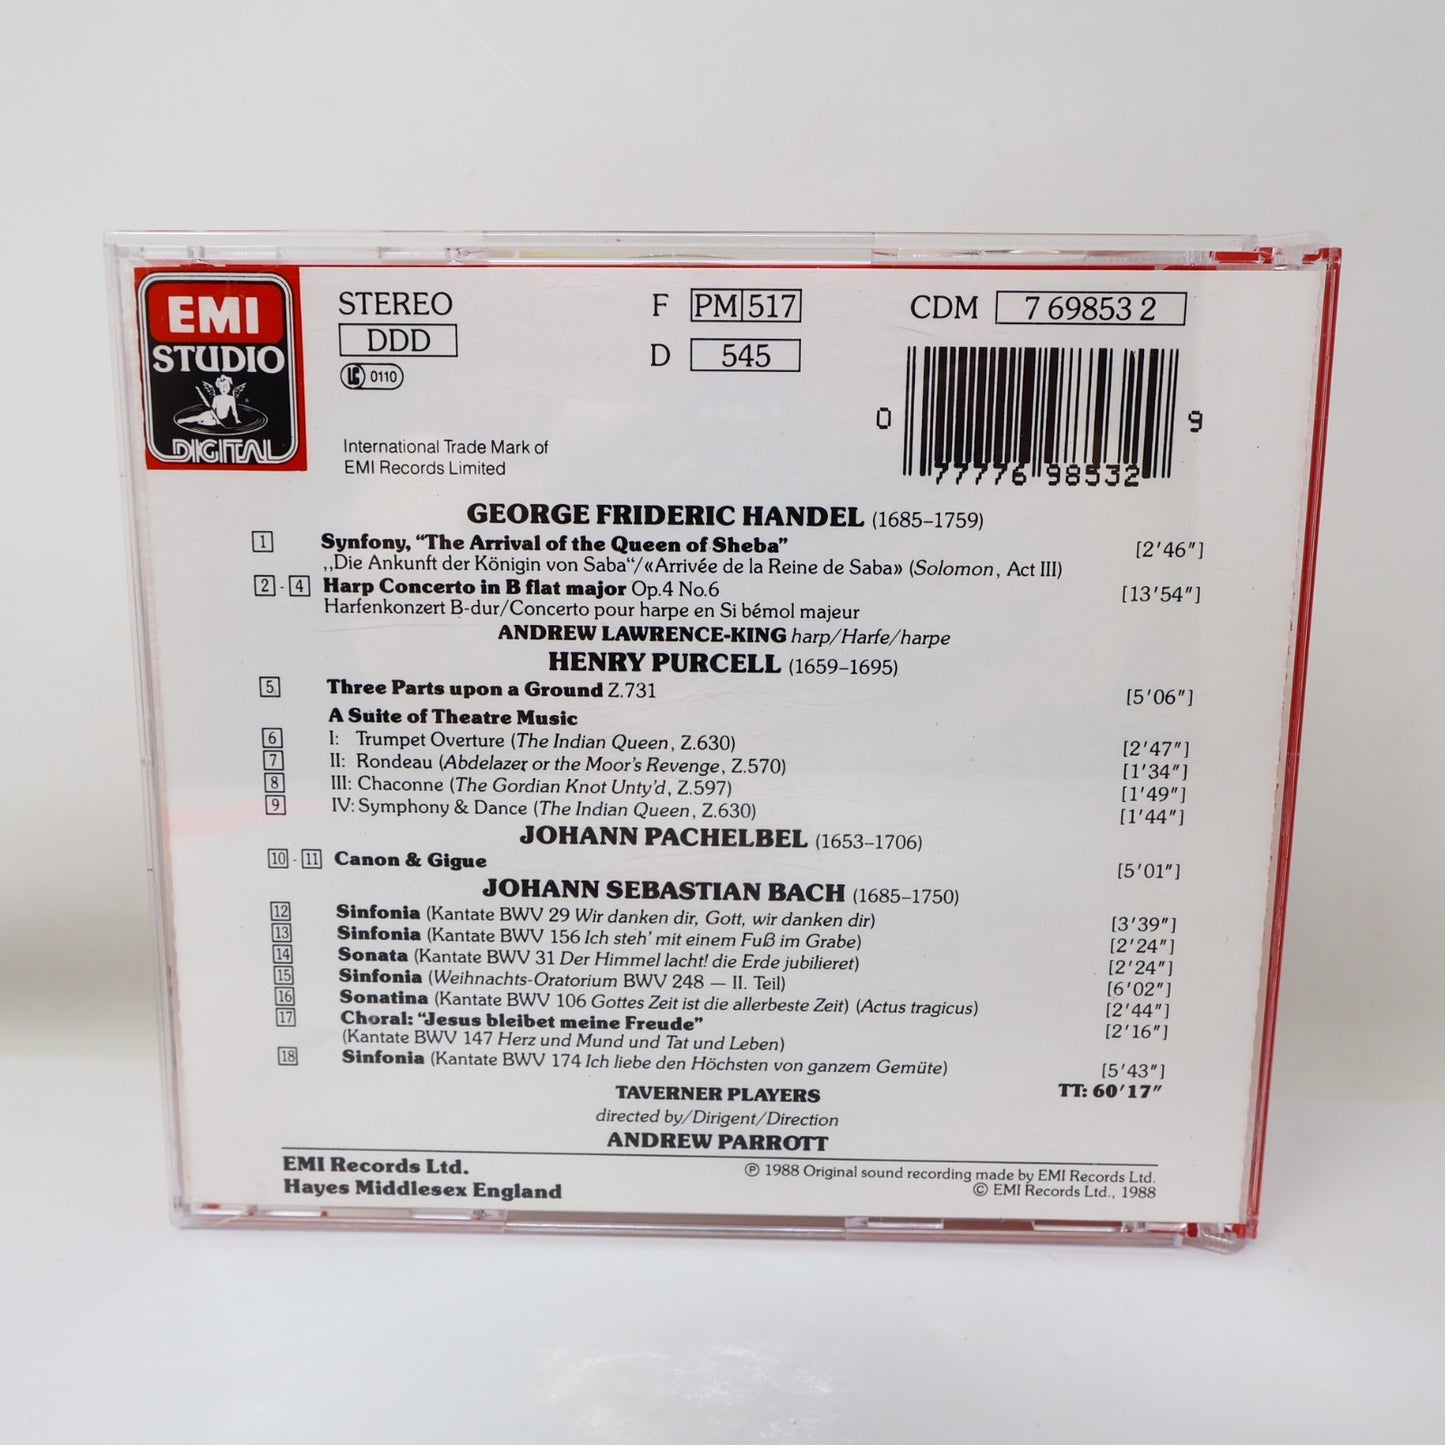 EMI
STUDIO
DIGITAL
STEREO
DDD
LC 0110
F PM 517
D 545
CDM 7 69853 2
0 77776 98532 9
International Trade Mark of
EMI Records Limited
GEORGE FRIDERIC HANDEL (1685–1759)
1 Synfony, “The Arrival of the Queen of Sheba” [2’46”]
,,Die Ankunft der Königin von Saba“/«Arrivée de la Reine de Saba» (Solomon, Act III)
2 - 4 Harp Concerto in B flat major Op.4 No.6 [13’54”]
Harfenkonzert B-dur/Concerto pour harpe en Si bémol majeur
ANDREW LAWRENCE-KING harp/Harfe/harpe
HENRY PURCELL (1659–1695)
5 Three Parts upon a Ground Z.731 [5’06”]
A Suite of Theatre Music
6 I: Trumpet Overture (The Indian Queen, Z.630) [2’47”]
7 II: Rondeau (Abdelazer or the Moor’s Revenge, Z.570) [1’34”]
8 III: Chaconne (The Gordian Knot Unty’d, Z.597) [1’49”]
9 IV: Symphony & Dance (The Indian Queen, Z.630) [1’44”]
JOHANN PACHELBEL (1653–1706)
10 - 11 Canon & Gigue [5’01”]
JOHANN SEBASTIAN BACH (1685–1750)
12 Sinfonia (Kantate BWV 29 Wir danken dir, Gott, wir danken dir) [3’39”]
13 Sinfonia (Kantate BWV 156 Ich steh’ mit einem Fuß im Grabe) [2’24”]
14 Sonata (Kantate BWV 31 Der Himmel lacht! die Erde jubilieret) [2’24”]
15 Sinfonia (Weihnachts-Oratorium BWV 248 — II. Teil) [6’02”]
16 Sonatina (Kantate BWV 106 Gottes Zeit ist die allerbeste Zeit) (Actus tragicus) [2’44”]
17 Choral: “Jesus bleibet meine Freude” [2’16”]
(Kantate BWV 147 Herz und Mund und Tat und Leben)
18 Sinfonia (Kantate BWV 174 Ich liebe den Höchsten von ganzem Gemüte) [5’43”]
TT: 60’17”
TAVERNER PLAYERS
directed by/Dirigent/Direction
ANDREW PARROTT
EMI Records Ltd.
Hayes Middlesex England
℗ 1988 Original sound recording made by EMI Records Ltd.
© EMI Records Ltd., 1988